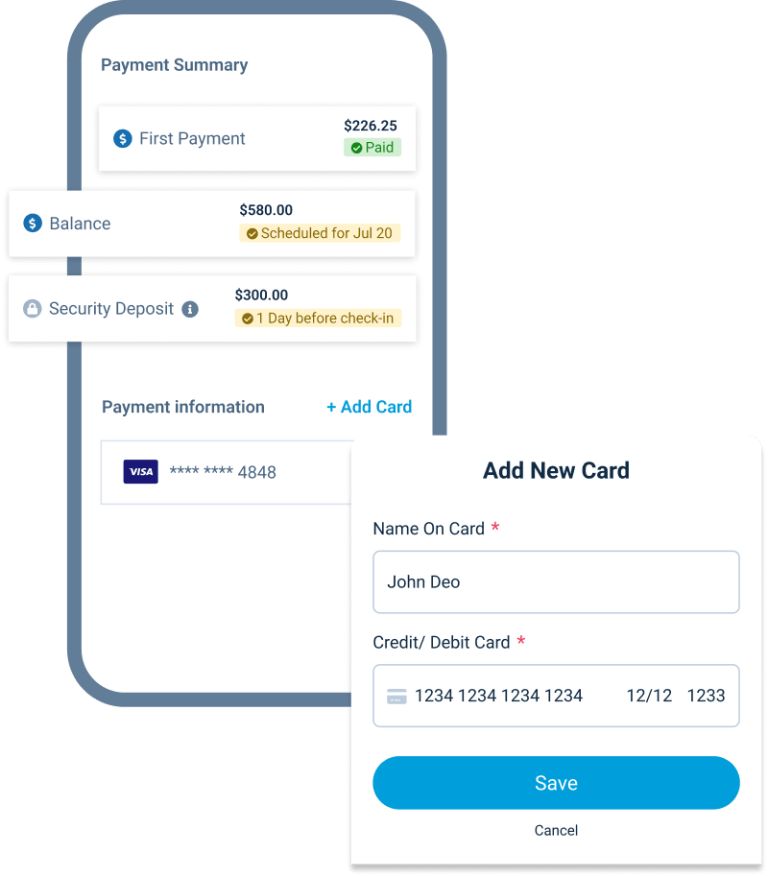 Payment Summary
First Payment
$226.25
Paid
Balance
$580.00
Scheduled for Jul 20
Security Deposit
$300.00
1 Day before check-in
Payment information
+ Add Card
VISA **** **** 4848
Add New Card
Name On Card *
John Deo
Credit/ Debit Card *
1234 1234 1234 1234 12/12 1233
Save
Cancel